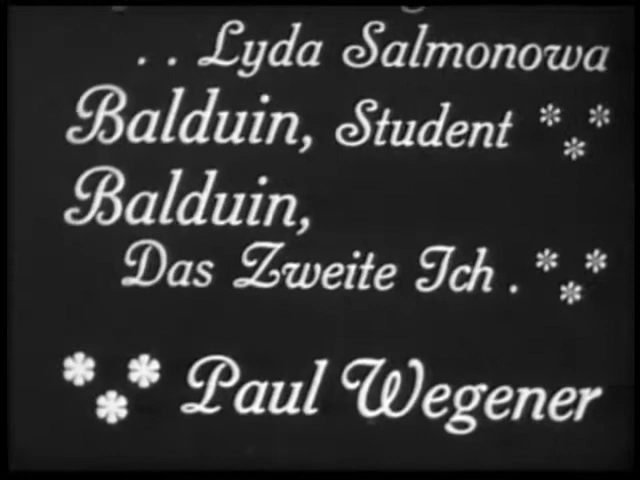 . . Lyda Salmonowa
Balduin, Student
Balduin,
Das Zweite Ich .
Paul Wegener